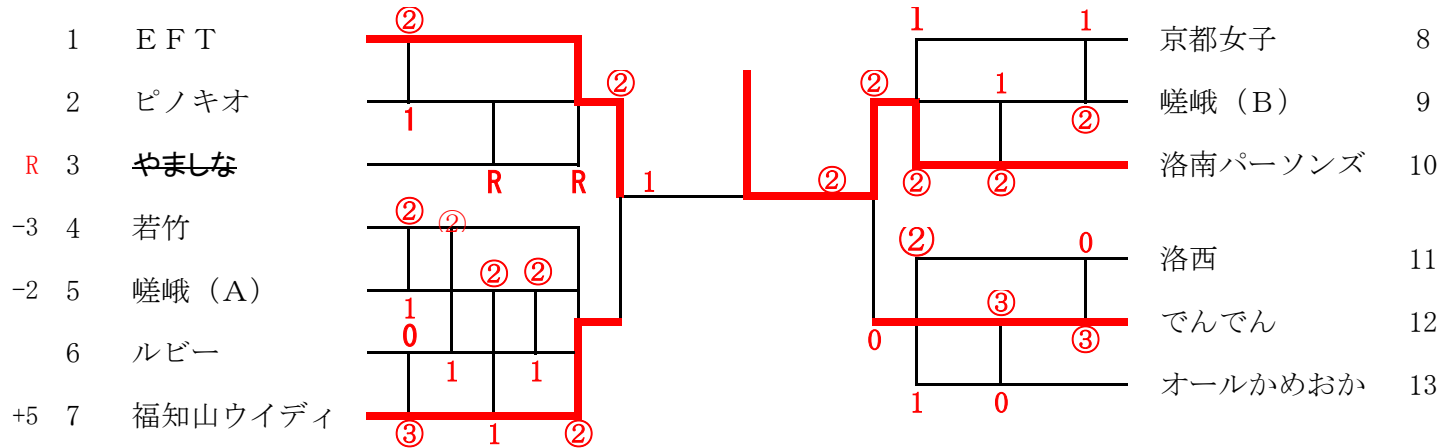 ②
1 ＥＦＴ
②
2 ピノキオ
1
R 3 やましな
R R
-3 4 若竹
② ②
② ②
-2 5 嵯峨（Ａ）
1
0
6 ルビー
1 1
+5 7 福知山ウイディ
③ 1 ②
1
②
1 1
京都女子 8
②
1
嵯峨（Ｂ） 9
②
洛南パーソンズ 10
② ②
(2) 0
洛西 11
③
でんでん 12
0 ③
オールかめおか 13
1 0